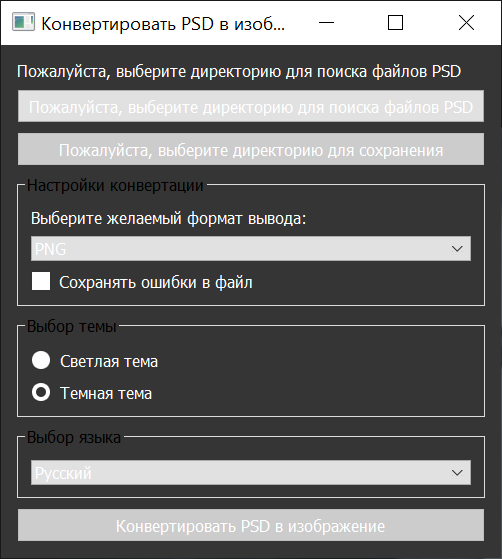 Конвертировать PSD в изоб...
Пожалуйста, выберите директорию для поиска файлов PSD
Пожалуйста, выберите директорию для поиска файлов PSD
Пожалуйста, выберите директорию для сохранения
Настройки конвертации
Выберите желаемый формат вывода:
PNG
Сохранять ошибки в файл
Выбор темы
Светлая тема
Темная тема
Выбор языка
Русский
Конвертировать PSD в изображение